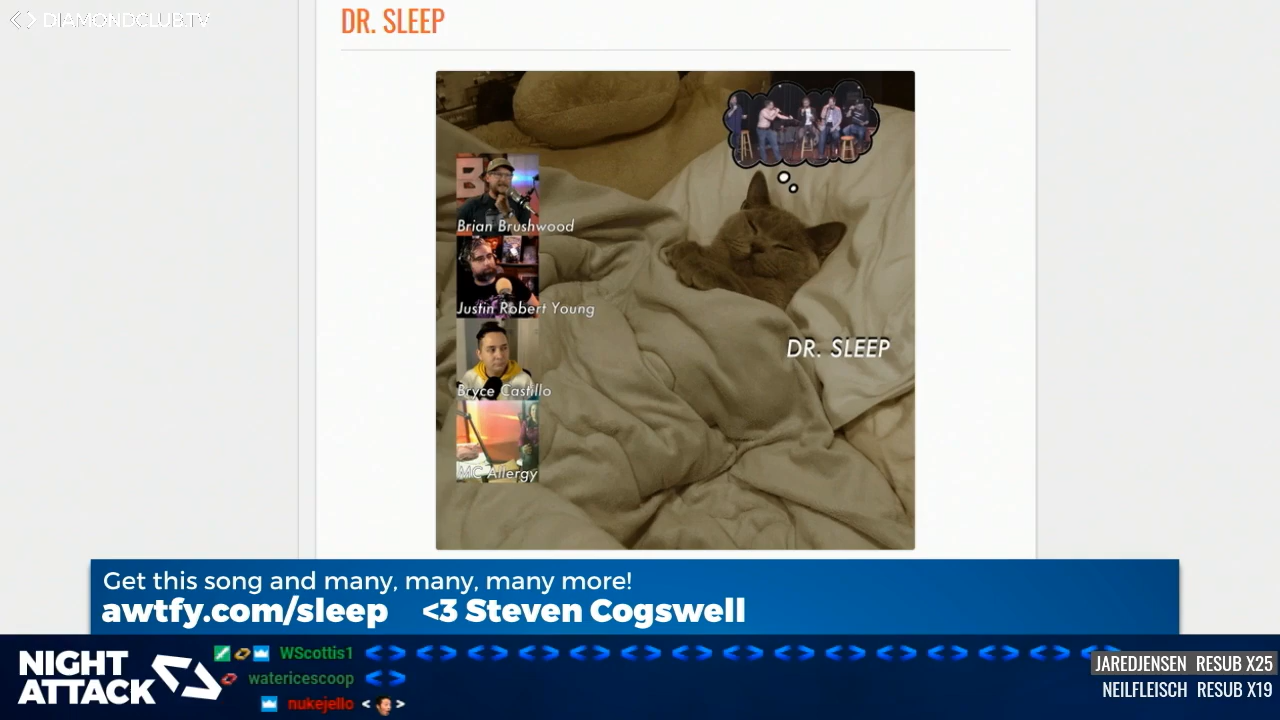 <> DIAMONDCLUB.TV
DR. SLEEP
B
Brian Brushwood
Justin Robert Young
Bryce Castillo
MC Allergy
DR. SLEEP
Get this song and many, many, many more!
awtfy.com/sleep <3 Steven Cogswell
NIGHT
ATTACK
WScottis1 <> <> <> <> <> <> <> <> <> <> <> <> <> <> <>
watericescoop <>
nukejello < >
JAREDJENSEN RESUB X25
NEILFLEISCH RESUB X19